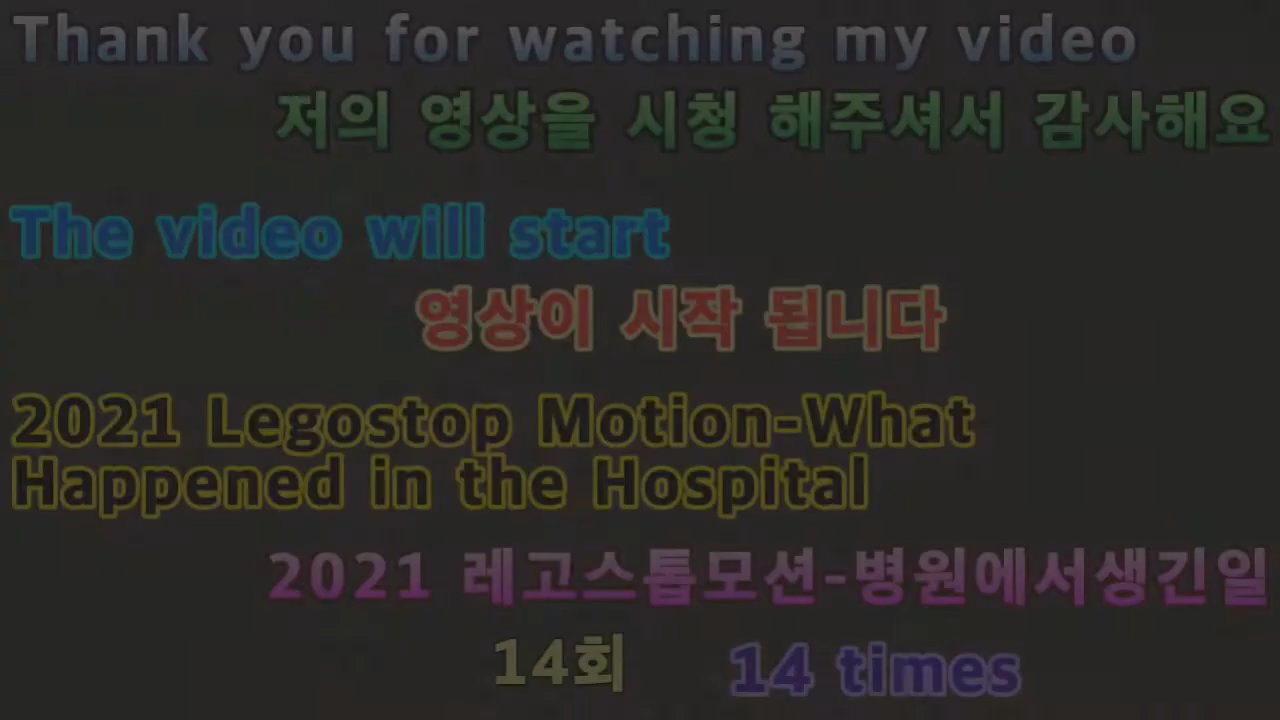 Thank you for watching my video
저의 영상을 시청 해주셔서 감사해요
The video will start
영상이 시작 됩니다
2021 Legostop Motion-What
Happened in the Hospital
2021 레고스톱모션-병원에서생긴일
14회 14 times